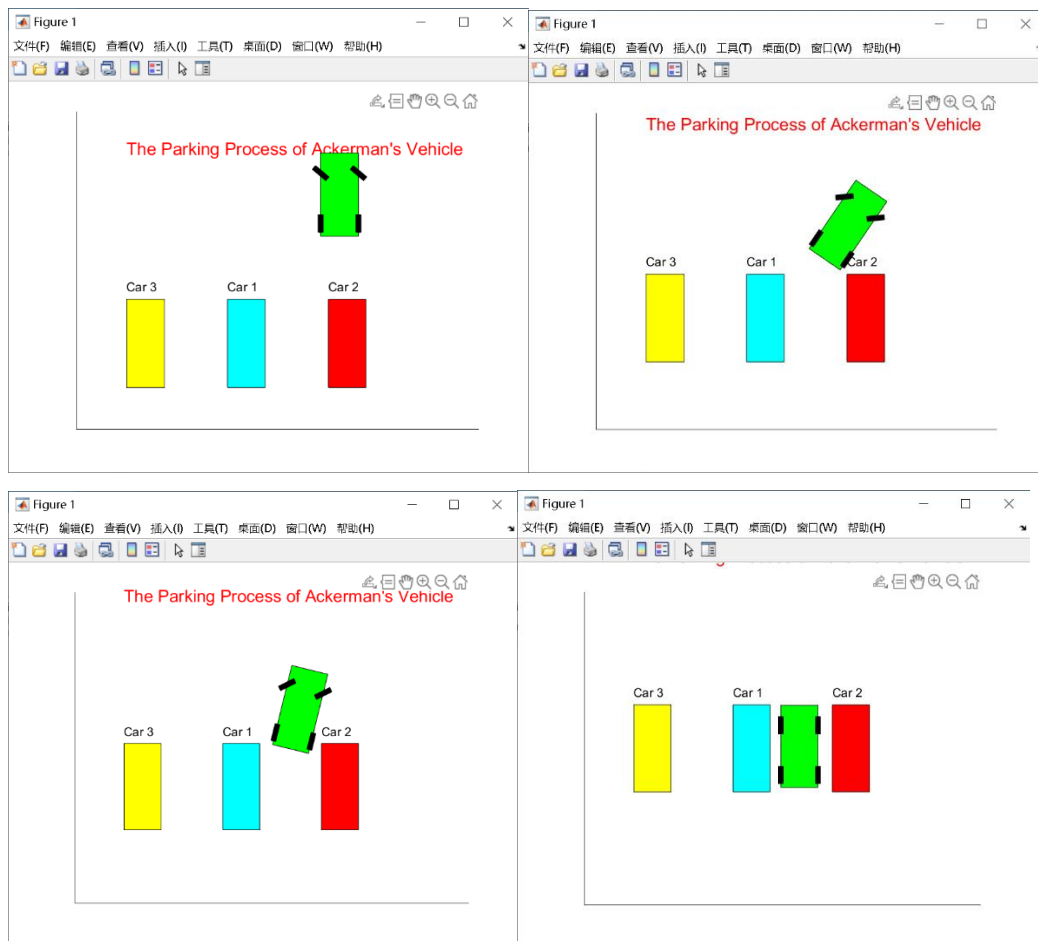 Figure 1
文件(F) 编辑(E) 查看(V) 插入(I) 工具(T) 桌面(D) 窗口(W) 帮助(H)
The Parking Process of Ackerman's Vehicle
Car 3 Car 1 Car 2
Figure 1
文件(F) 编辑(E) 查看(V) 插入(I) 工具(T) 桌面(D) 窗口(W) 帮助(H)
The Parking Process of Ackerman's Vehicle
Car 3 Car 1 Car 2
Figure 1
文件(F) 编辑(E) 查看(V) 插入(I) 工具(T) 桌面(D) 窗口(W) 帮助(H)
The Parking Process of Ackerman's Vehicle
Car 3 Car 1 Car 2
Figure 1
文件(F) 编辑(E) 查看(V) 插入(I) 工具(T) 桌面(D) 窗口(W) 帮助(H)
Car 3 Car 1 Car 2